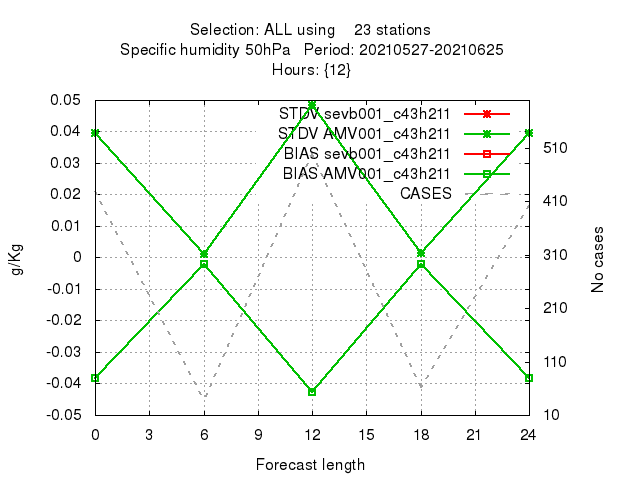 Selection: ALL using 23 stations
Specific humidity 50hPa Period: 20210527-20210625
Hours: {12}
STDV sevb001_c43h211
STDV AMV001_c43h211
BIAS sevb001_c43h211
BIAS AMV001_c43h211
CASES
g/Kg
0.05
0.04
0.03
0.02
0.01
0
-0.01
-0.02
-0.03
-0.04
-0.05
No cases
510
410
310
210
110
10
0 3 6 9 12 15 18 21 24
Forecast length